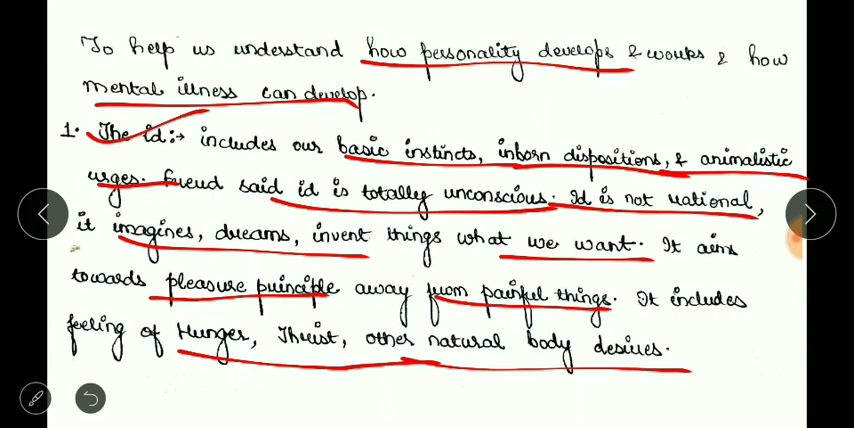 To help us understand how personality develops & works & how
mental illness can develop.
1. The id:→ includes our basic instincts, inborn dispositions, & animalistic
urges. Freud said id is totally unconscious. Id is not rational,
it imagines, dreams, invent things what we want. It aims
towards pleasure principle away from painful things. It includes
feeling of Hunger, Thrist, other natural body desires.